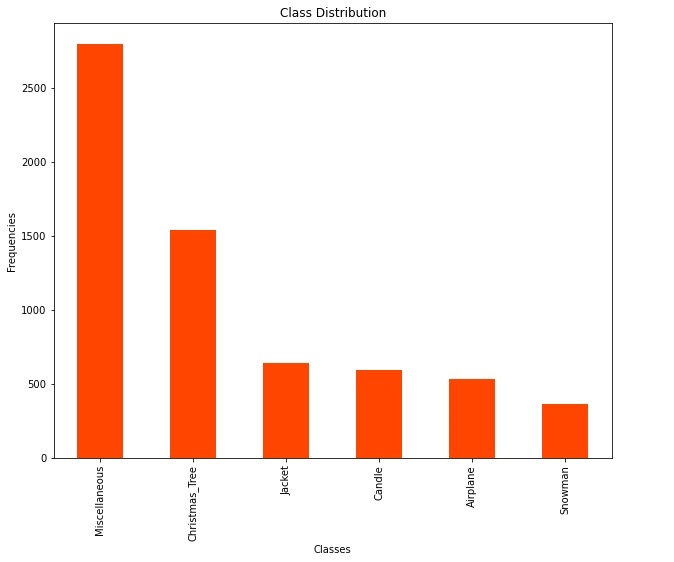 Class Distribution
2500
2000
1500
1000
500
0
Frequencies
Miscellaneous
Christmas_Tree
Jacket
Candle
Airplane
Snowman
Classes